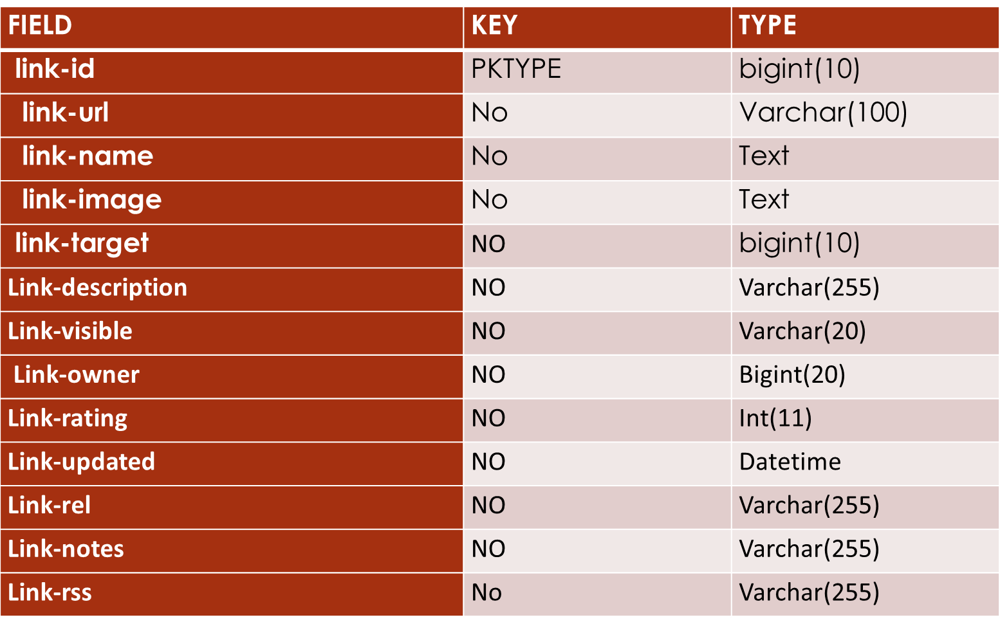 FIELD KEY TYPE
link-id PKTYPE bigint(10)
link-url No Varchar(100)
link-name No Text
link-image No Text
link-target NO bigint(10)
Link-description NO Varchar(255)
Link-visible NO Varchar(20)
Link-owner NO Bigint(20)
Link-rating NO Int(11)
Link-updated NO Datetime
Link-rel NO Varchar(255)
Link-notes NO Varchar(255)
Link-rss No Varchar(255)